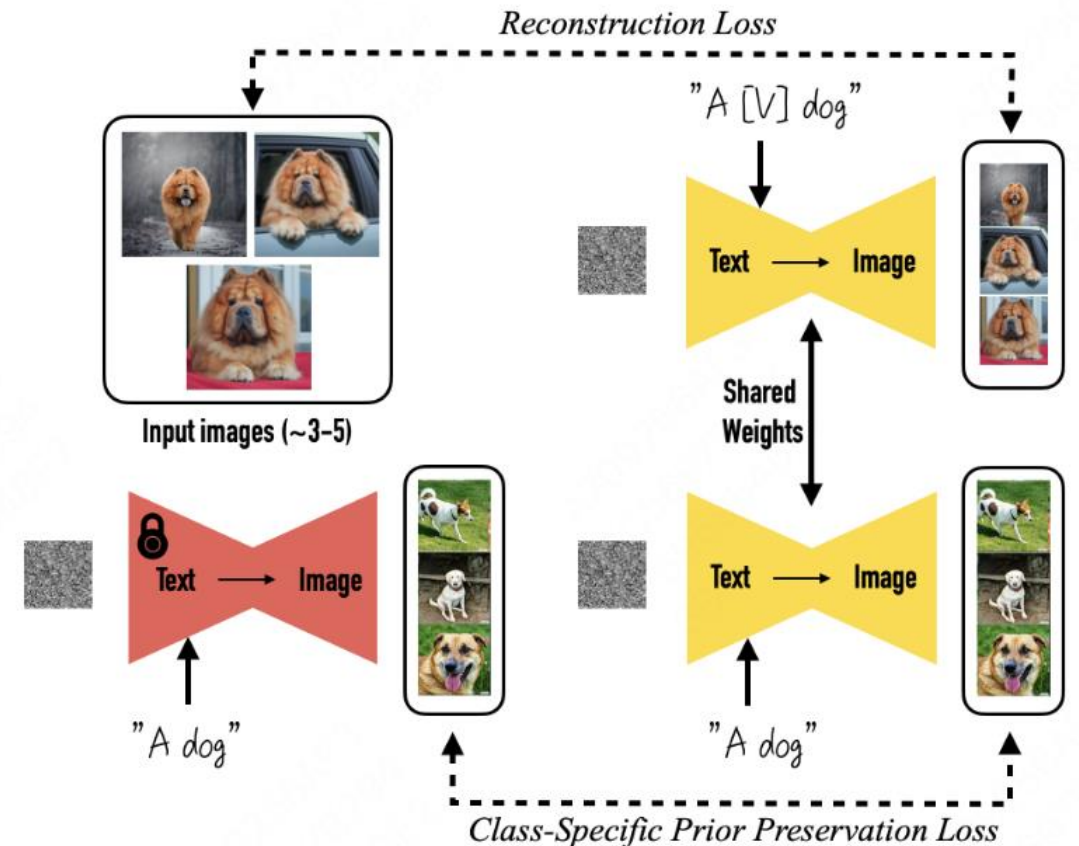 Reconstruction Loss
"A [V] dog"
Text → Image
Input images (~3–5)
Shared
Weights
Text → Image
Text → Image
"A dog"
"A dog"
Class-Specific Prior Preservation Loss